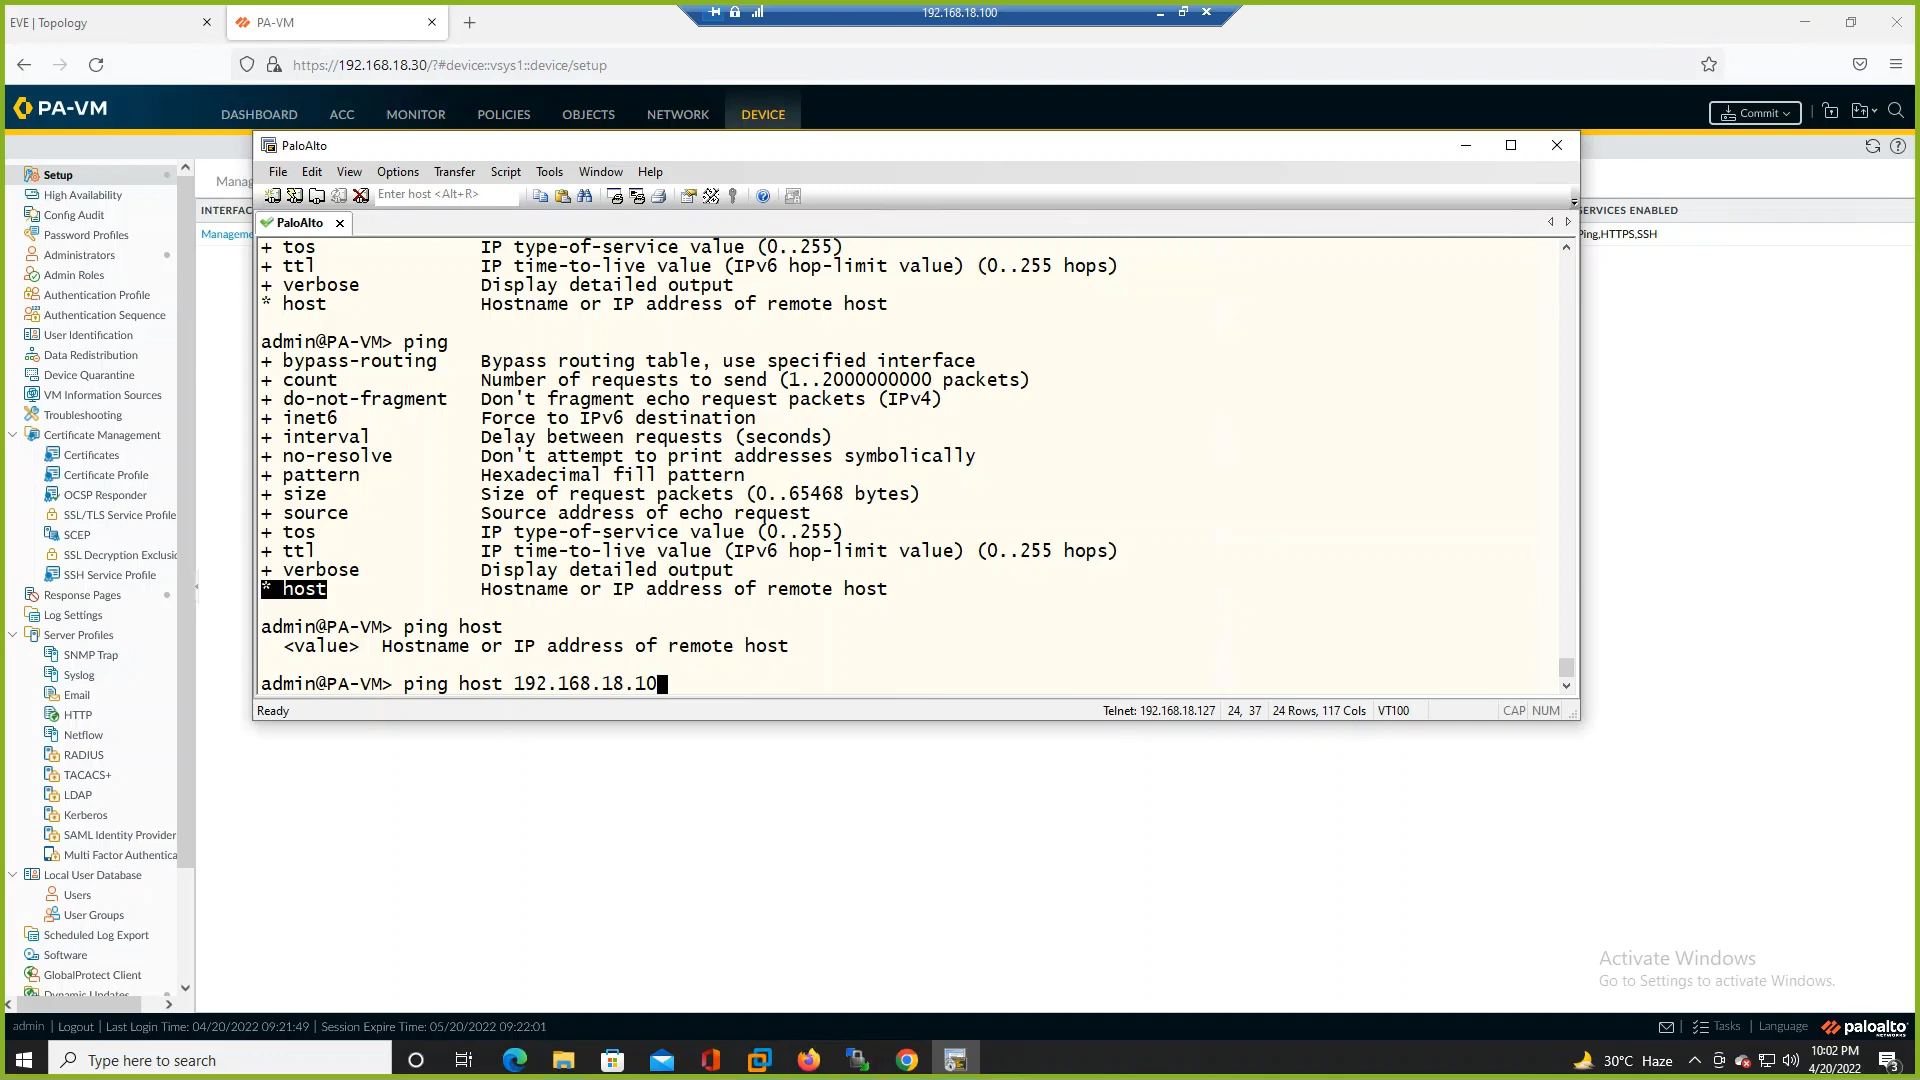 EVE | Topology
PA-VM
192.168.18.100
https://192.168.18.30/?#device::vsys1::device/setup
PA-VM
DASHBOARD
ACC
MONITOR
POLICIES
OBJECTS
NETWORK
DEVICE
Commit
PaloAlto
File
Edit
View
Options
Transfer
Script
Tools
Window
Help
Enter host <Alt+R>
PaloAlto
Manag
INTERFAC
Manageme
SERVICES ENABLED
Ping,HTTPS,SSH
Setup
High Availability
Config Audit
Password Profiles
Administrators
Admin Roles
Authentication Profile
Authentication Sequence
User Identification
Data Redistribution
Device Quarantine
VM Information Sources
Troubleshooting
Certificate Management
Certificates
Certificate Profile
OCSP Responder
SSL/TLS Service Profile
SCEP
SSL Decryption Exclusio
SSH Service Profile
Response Pages
Log Settings
Server Profiles
SNMP Trap
Syslog
Email
HTTP
Netflow
RADIUS
TACACS+
LDAP
Kerberos
SAML Identity Provider
Multi Factor Authentica
Local User Database
Users
User Groups
Scheduled Log Export
Software
GlobalProtect Client
Dynamic Updates
+ tos IP type-of-service value (0..255)
+ ttl IP time-to-live value (IPv6 hop-limit value) (0..255 hops)
+ verbose Display detailed output
* host Hostname or IP address of remote host
admin@PA-VM> ping
+ bypass-routing Bypass routing table, use specified interface
+ count Number of requests to send (1..2000000000 packets)
+ do-not-fragment Don't fragment echo request packets (IPv4)
+ inet6 Force to IPv6 destination
+ interval Delay between requests (seconds)
+ no-resolve Don't attempt to print addresses symbolically
+ pattern Hexadecimal fill pattern
+ size Size of request packets (0..65468 bytes)
+ source Source address of echo request
+ tos IP type-of-service value (0..255)
+ ttl IP time-to-live value (IPv6 hop-limit value) (0..255 hops)
+ verbose Display detailed output
* host Hostname or IP address of remote host
admin@PA-VM> ping host
<value> Hostname or IP address of remote host
admin@PA-VM> ping host 192.168.18.10
Ready
Telnet: 192.168.18.127
24, 37
24 Rows, 117 Cols
VT100
CAP
NUM
Activate Windows
Go to Settings to activate Windows.
admin | Logout | Last Login Time: 04/20/2022 09:21:49 | Session Expire Time: 05/20/2022 09:22:01
Tasks | Language
paloalto
NETWORKS
Type here to search
30°C Haze
10:02 PM
4/20/2022
3